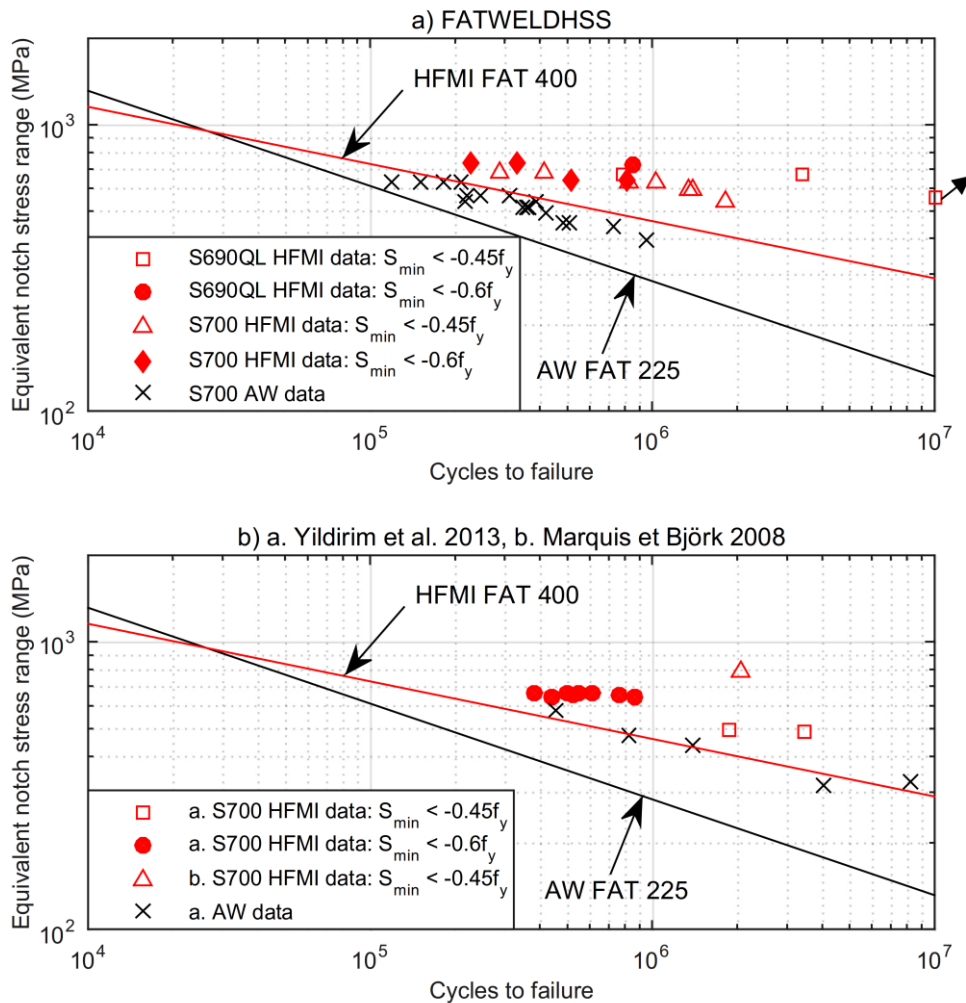 a) FATWELDHSS
Equivalent notch stress range (MPa)
10^3
10^2
HFMI FAT 400
AW FAT 225
S690QL HFMI data: S_min < -0.45f_y
S690QL HFMI data: S_min < -0.6f_y
S700 HFMI data: S_min < -0.45f_y
S700 HFMI data: S_min < -0.6f_y
S700 AW data
10^4 10^5 10^6 10^7
Cycles to failure
b) a. Yildirim et al. 2013, b. Marquis et Björk 2008
Equivalent notch stress range (MPa)
10^3
10^2
HFMI FAT 400
AW FAT 225
a. S700 HFMI data: S_min < -0.45f_y
a. S700 HFMI data: S_min < -0.6f_y
b. S700 HFMI data: S_min < -0.45f_y
a. AW data
10^4 10^5 10^6 10^7
Cycles to failure